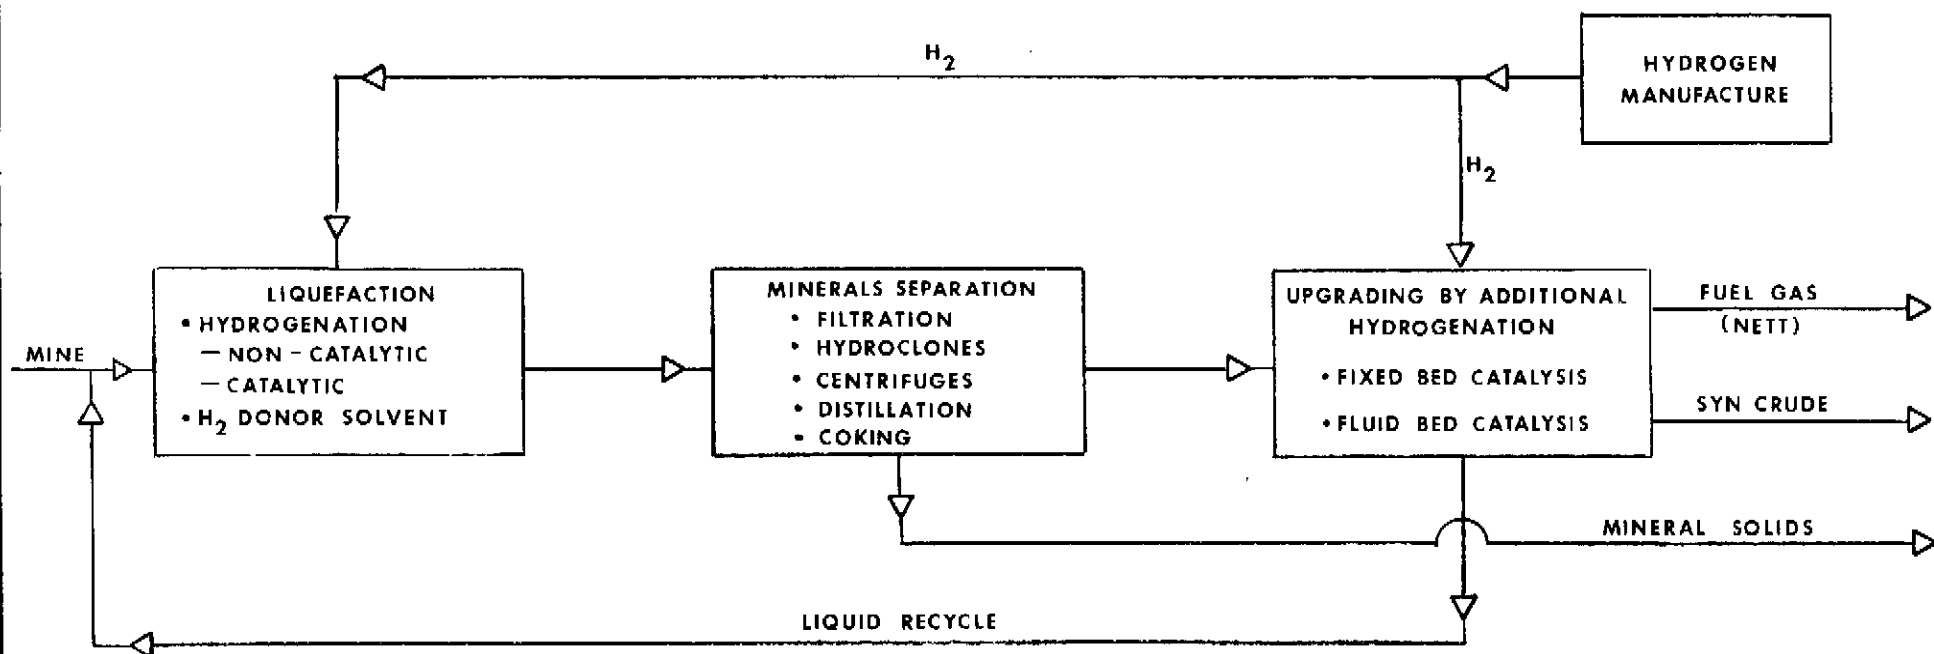 H2
HYDROGEN
MANUFACTURE
H2
LIQUEFACTION
• HYDROGENATION
— NON - CATALYTIC
— CATALYTIC
• H2 DONOR SOLVENT
MINE
MINERALS SEPARATION
• FILTRATION
• HYDROCLONES
• CENTRIFUGES
• DISTILLATION
• COKING
UPGRADING BY ADDITIONAL
HYDROGENATION
• FIXED BED CATALYSIS
• FLUID BED CATALYSIS
FUEL GAS
(NETT)
SYN CRUDE
MINERAL SOLIDS
LIQUID RECYCLE